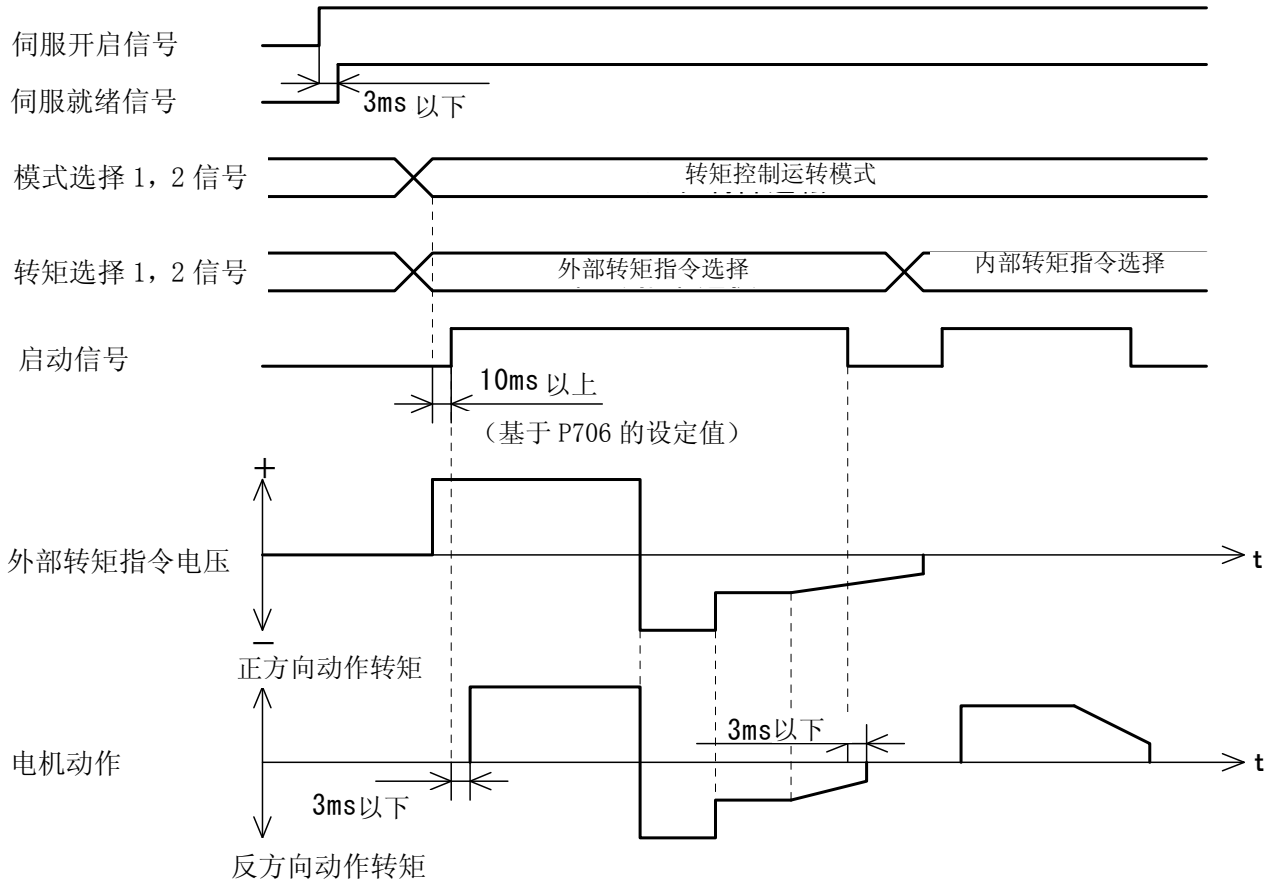 伺服开启信号
伺服就绪信号
3ms 以下
模式选择 1, 2 信号
转矩控制运转模式
转矩选择 1, 2 信号
外部转矩指令选择
内部转矩指令选择
启动信号
10ms 以上
（基于 P706 的设定值）
+
外部转矩指令电压
t
−
正方向动作转矩
3ms以下
电机动作
t
3ms以下
反方向动作转矩